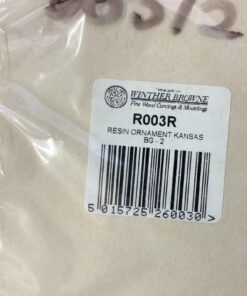 WINTHER BROWNE
Fine Wood Carvings & Mouldings
R003R
RESIN ORNAMENT KANSAS
BG - 2
5 015725 260030 >